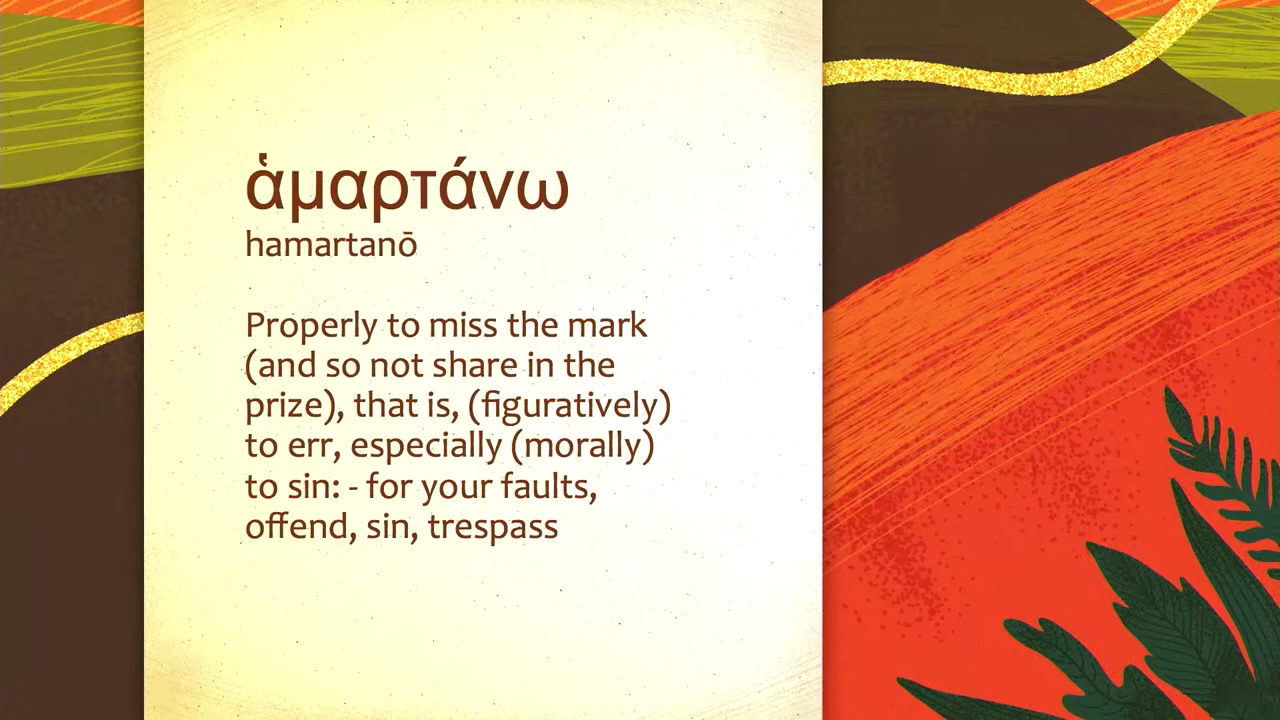 ἁμαρτάνω
hamartanō
Properly to miss the mark
(and so not share in the
prize), that is, (figuratively)
to err, especially (morally)
to sin: - for your faults,
offend, sin, trespass